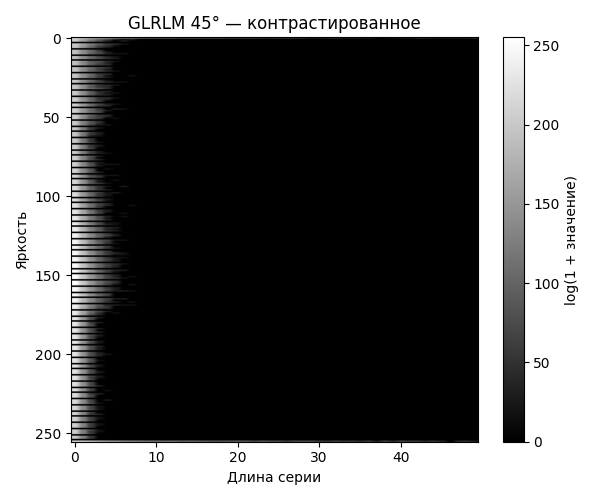 GLRLM 45° — контрастированное
0
50
100
150
200
250
Яркость
0 10 20 30 40
Длина серии
250
200
150
100
50
0
log(1 + значение)